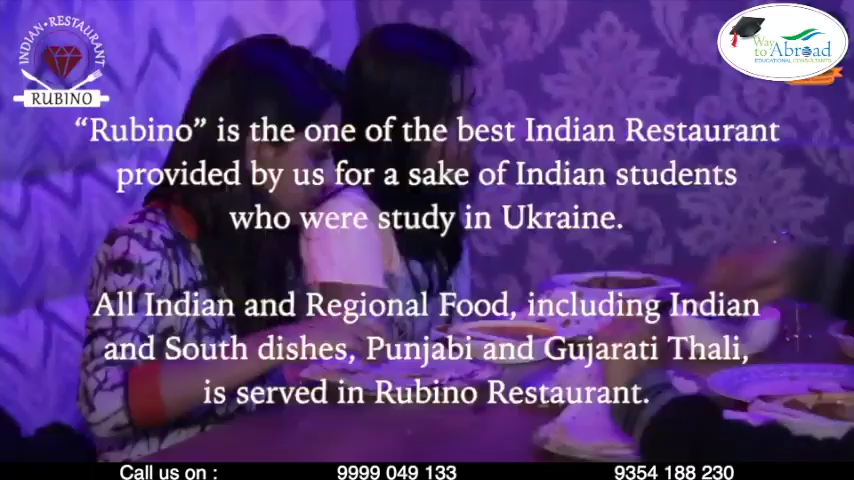 INDIAN • RESTAURANT
RUBINO
Way
to Abroad
EDUCATIONAL CONSULTANTS
“Rubino” is the one of the best Indian Restaurant
provided by us for a sake of Indian students
who were study in Ukraine.
All Indian and Regional Food, including Indian
and South dishes, Punjabi and Gujarati Thali,
is served in Rubino Restaurant.
Call us on : 9999 049 133 9354 188 230